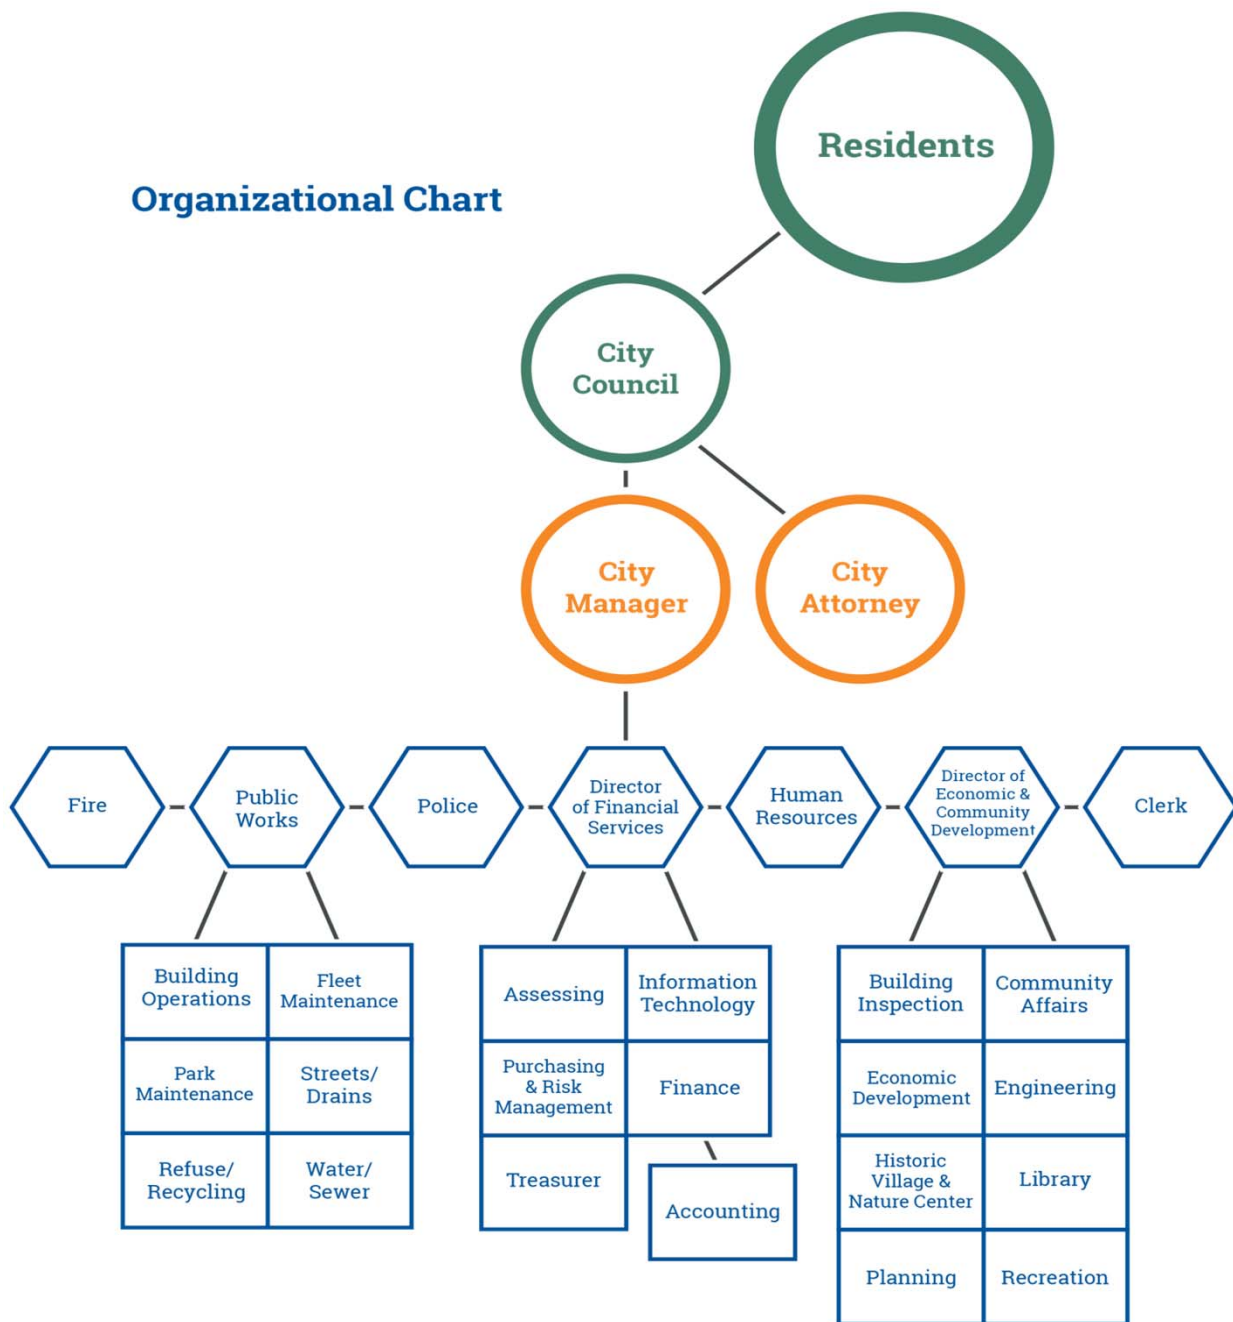 Residents
Organizational Chart
City
Council
City
Manager
City
Attorney
Fire
Public
Works
Police
Director
of Financial
Services
Human
Resources
Director of
Economic &
Community
Development
Clerk
Building
Operations
Fleet
Maintenance
Park
Maintenance
Streets/
Drains
Refuse/
Recycling
Water/
Sewer
Assessing
Information
Technology
Purchasing
& Risk
Management
Finance
Treasurer
Accounting
Building
Inspection
Community
Affairs
Economic
Development
Engineering
Historic
Village &
Nature Center
Library
Planning
Recreation